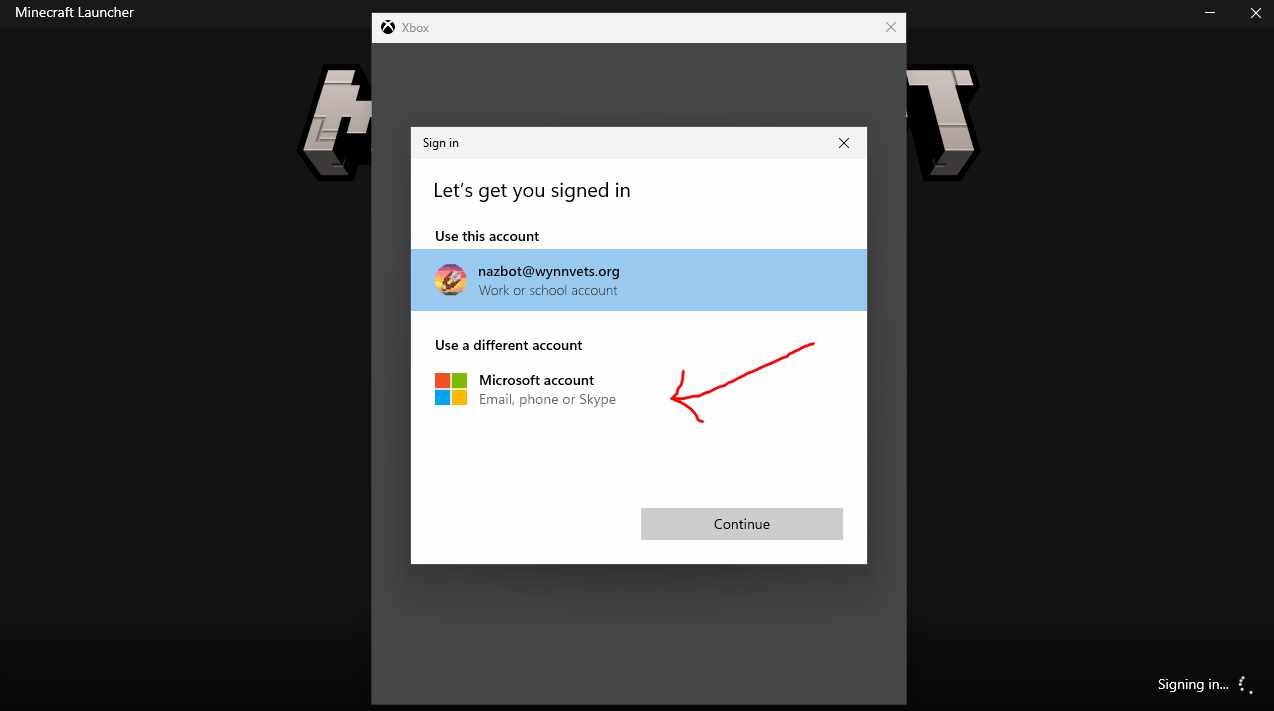 Minecraft Launcher
Xbox
Sign in
Let's get you signed in
Use this account
nazbot@wynnvets.org
Work or school account
Use a different account
Microsoft account
Email, phone or Skype
Continue
Signing in...